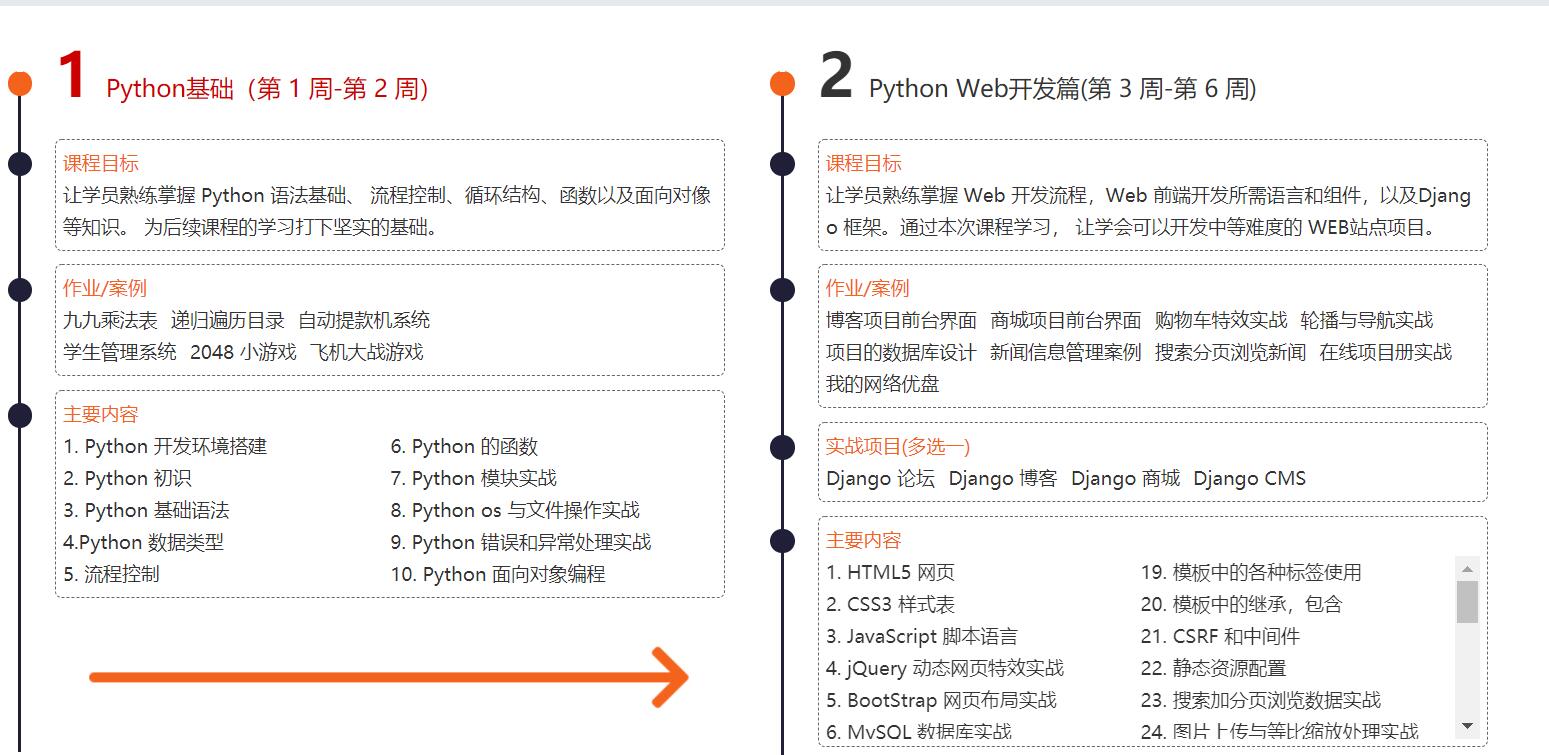 1 Python基础（第 1 周-第 2 周）
课程目标
让学员熟练掌握 Python 语法基础、 流程控制、循环结构、函数以及面向对像
等知识。 为后续课程的学习打下坚实的基础。
作业/案例
九九乘法表 递归遍历目录 自动提款机系统
学生管理系统 2048 小游戏 飞机大战游戏
主要内容
1. Python 开发环境搭建
2. Python 初识
3. Python 基础语法
4.Python 数据类型
5. 流程控制
6. Python 的函数
7. Python 模块实战
8. Python os 与文件操作实战
9. Python 错误和异常处理实战
10. Python 面向对象编程
2 Python Web开发篇(第 3 周-第 6 周)
课程目标
让学员熟练掌握 Web 开发流程，Web 前端开发所需语言和组件，以及Djang
o 框架。通过本次课程学习， 让学会可以开发中等难度的 WEB站点项目。
作业/案例
博客项目前台界面 商城项目前台界面 购物车特效实战 轮播与导航实战
项目的数据库设计 新闻信息管理案例 搜索分页浏览新闻 在线项目册实战
我的网络优盘
实战项目(多选一)
Django 论坛 Django 博客 Django 商城 Django CMS
主要内容
1. HTML5 网页
2. CSS3 样式表
3. JavaScript 脚本语言
4. jQuery 动态网页特效实战
5. BootStrap 网页布局实战
6. MySQL 数据库实战
19. 模板中的各种标签使用
20. 模板中的继承，包含
21. CSRF 和中间件
22. 静态资源配置
23. 搜索加分页浏览数据实战
24. 图片上传与等比缩放处理实战